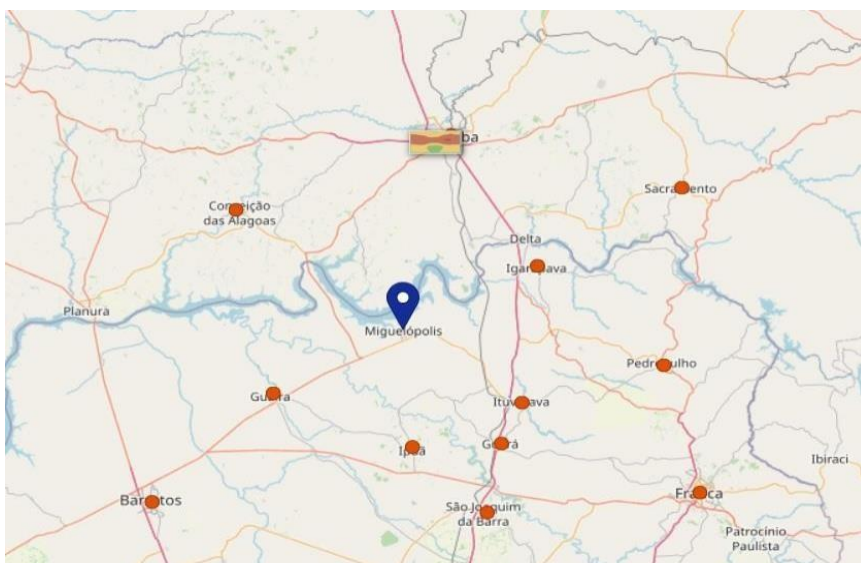 Sacramento
Conceição
das Alagoas
Delta
Igarapava
Planura
Miguelópolis
Pedregulho
Guaíra
Ituverava
Ipuã
Guará
Ibiraci
Barretos
Franca
São Joaquim
da Barra
Patrocínio
Paulista